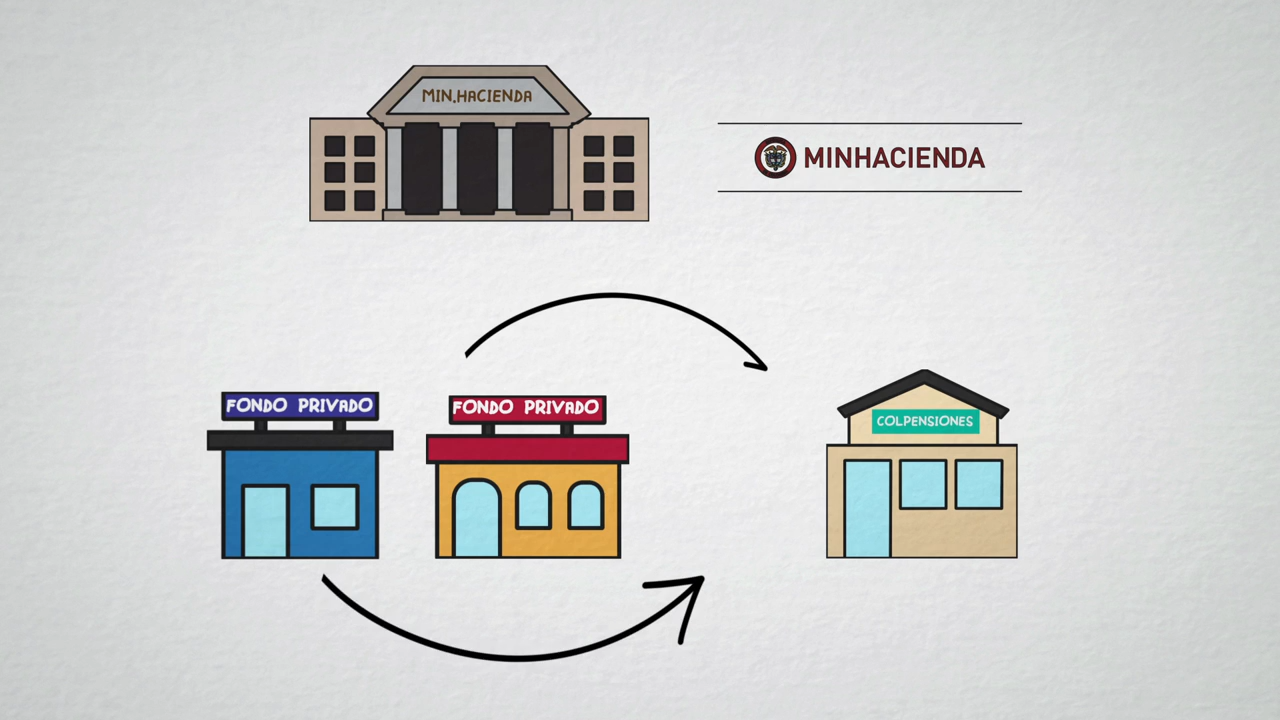 MIN.HACIENDA
MINHACIENDA
FONDO PRIVADO
FONDO PRIVADO
COLPENSIONES